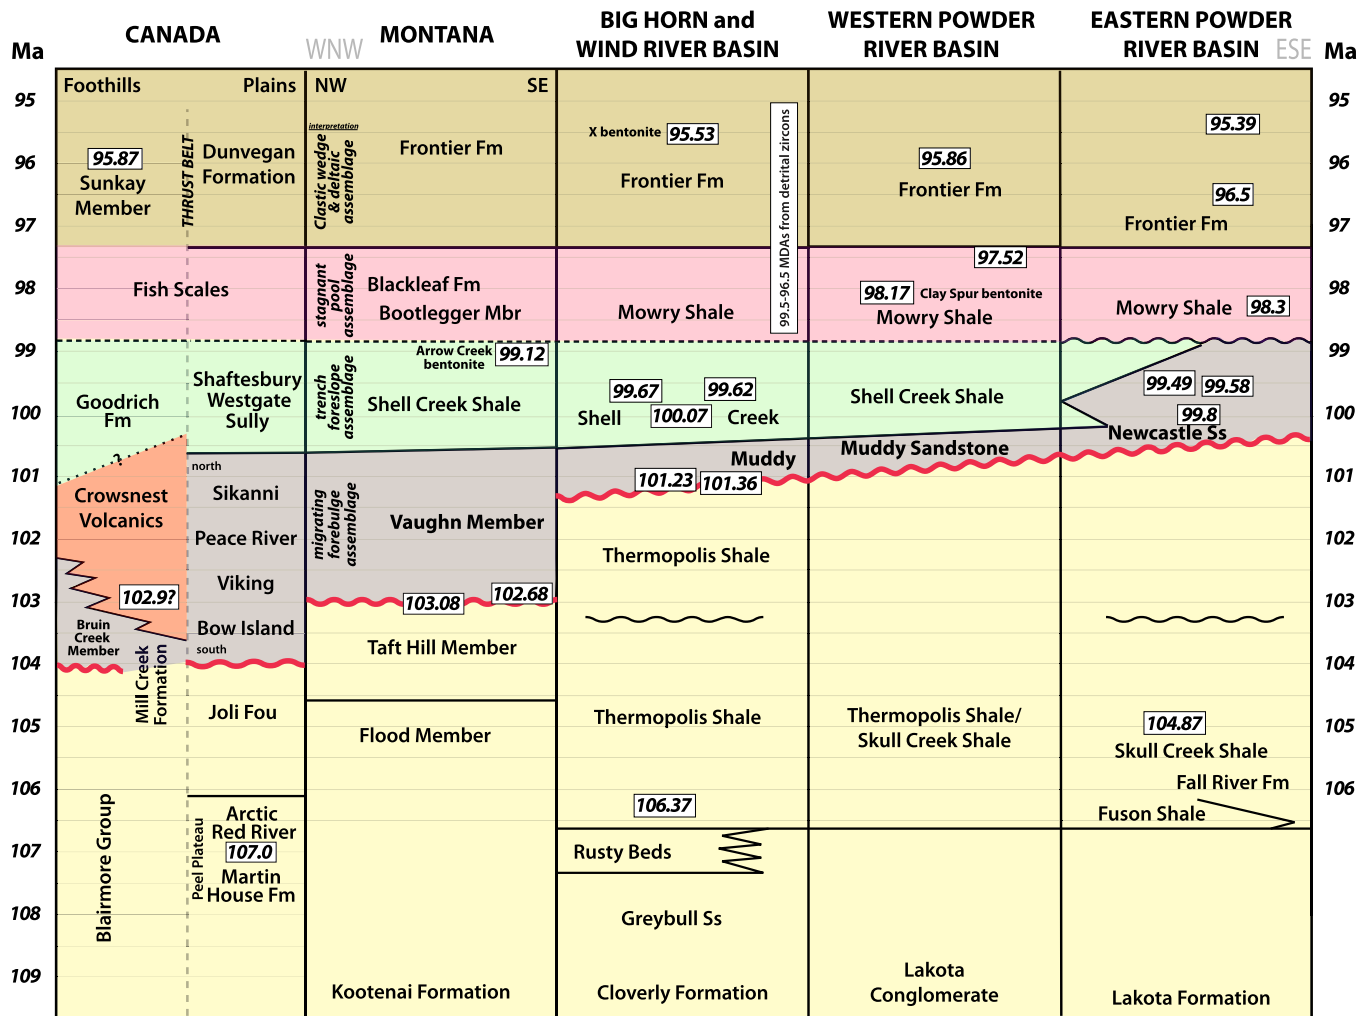 CANADA
WNW
MONTANA
BIG HORN and
WIND RIVER BASIN
WESTERN POWDER
RIVER BASIN
EASTERN POWDER
RIVER BASIN
ESE
Ma
Ma
95
96
97
98
99
100
101
102
103
104
105
106
107
108
109
Foothills
Plains
95.87
Sunkay
Member
THRUST BELT
Dunvegan
Formation
Fish Scales
Goodrich
Fm
Shaftesbury
Westgate
Sully
?
Crowsnest
Volcanics
102.9?
Bruin
Creek
Member
Mill Creek
Formation
Blairmore Group
north
Sikanni
Peace River
Viking
Bow Island
south
Joli Fou
Peel Plateau
Arctic
Red River
107.0
Martin
House Fm
NW
SE
interpretation
Clastic wedge
& deltaic
assemblage
Frontier Fm
stagnant
pool
assemblage
Blackleaf Fm
Bootlegger Mbr
trench
foreslope
assemblage
Arrow Creek
bentonite
99.12
Shell Creek Shale
migrating
forebulge
assemblage
Vaughn Member
103.08
102.68
Taft Hill Member
Flood Member
Kootenai Formation
X bentonite
95.53
Frontier Fm
99.5-96.5 MDAs from detrital zircons
Mowry Shale
99.67
99.62
Shell
100.07
Creek
Muddy
101.23
101.36
Thermopolis Shale
Thermopolis Shale
106.37
Rusty Beds
Greybull Ss
Cloverly Formation
95.86
Frontier Fm
97.52
98.17
Clay Spur bentonite
Mowry Shale
Shell Creek Shale
Muddy Sandstone
Thermopolis Shale/
Skull Creek Shale
Lakota
Conglomerate
95.39
96.5
Frontier Fm
Mowry Shale
98.3
99.49
99.58
99.8
Newcastle Ss
104.87
Skull Creek Shale
Fall River Fm
Fuson Shale
Lakota Formation
95
96
97
98
99
100
101
102
103
104
105
106